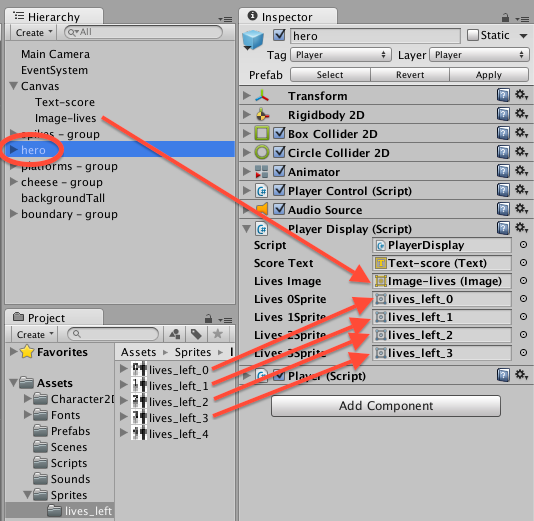 Hierarchy
Create
All
Main Camera
EventSystem
Canvas
Text-score
Image-lives
spikes - group
hero
platforms - group
cheese - group
backgroundTall
boundary - group
Project
Create
Favorites
Assets
Character2D
Fonts
Prefabs
Scenes
Scripts
Sounds
Sprites
lives_left
Assets Sprites l
lives_left_0
lives_left_1
lives_left_2
lives_left_3
lives_left_4
Inspector
hero Static
Tag Player Layer Player
Prefab Select Revert Apply
Transform
Rigidbody 2D
Box Collider 2D
Circle Collider 2D
Animator
Player Control (Script)
Audio Source
Player Display (Script)
Script PlayerDisplay
Score Text Text-score (Text)
Lives Image Image-lives (Image)
Lives 0Sprite lives_left_0
Lives 1Sprite lives_left_1
Lives 2Sprite lives_left_2
Lives 3Sprite lives_left_3
Player (Script)
Add Component